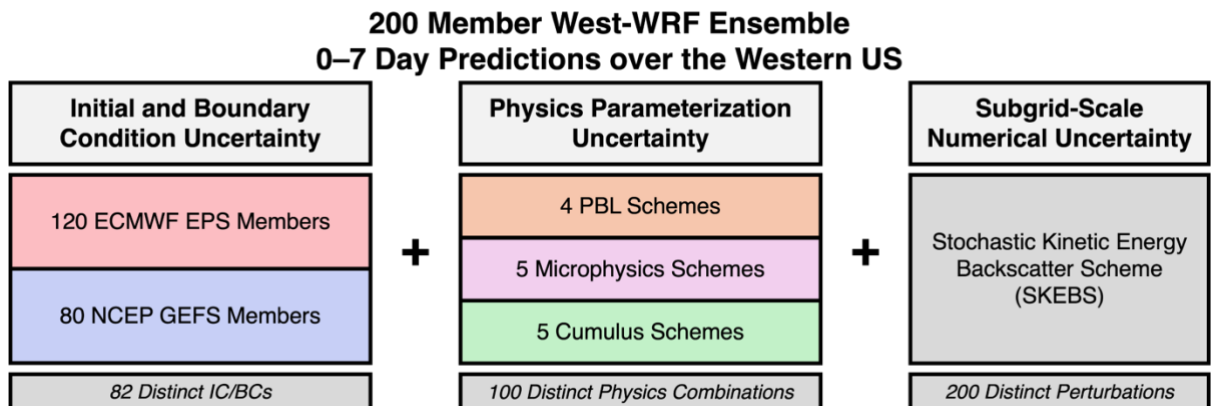 200 Member West-WRF Ensemble
0–7 Day Predictions over the Western US
Initial and Boundary
Condition Uncertainty
120 ECMWF EPS Members
80 NCEP GEFS Members
82 Distinct IC/BCs
+
Physics Parameterization
Uncertainty
4 PBL Schemes
5 Microphysics Schemes
5 Cumulus Schemes
100 Distinct Physics Combinations
+
Subgrid-Scale
Numerical Uncertainty
Stochastic Kinetic Energy
Backscatter Scheme
(SKEBS)
200 Distinct Perturbations